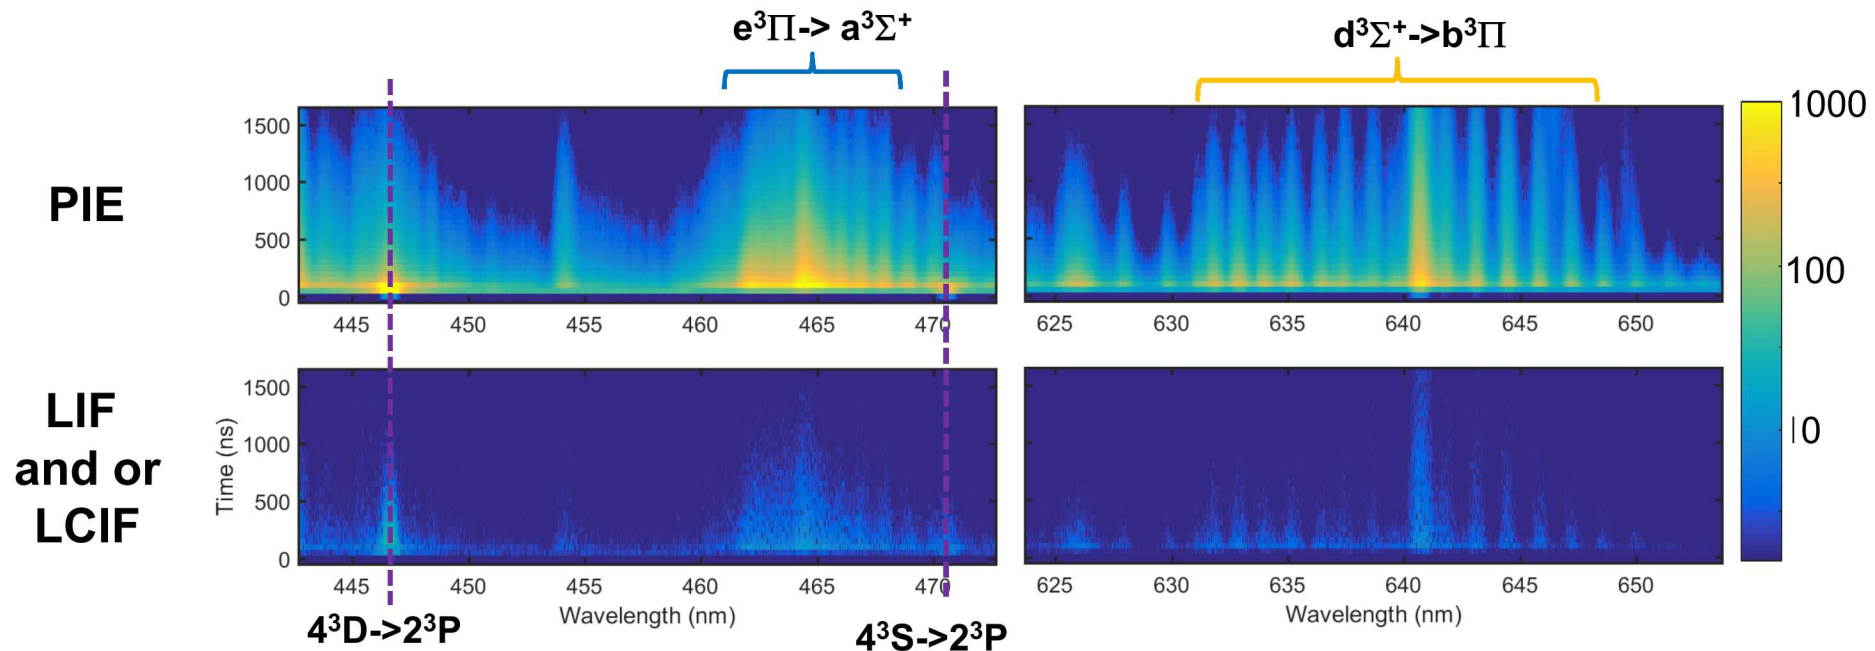 e³Π-> a³Σ⁺
d³Σ⁺->b³Π
PIE
1500
1000
500
0
445 450 455 460 465 470
625 630 635 640 645 650
1000
100
10
LIF
and or
LCIF
Time (ns)
1500
1000
500
0
445 450 455 460 465 470
625 630 635 640 645 650
Wavelength (nm)
Wavelength (nm)
4³D->2³P
4³S->2³P